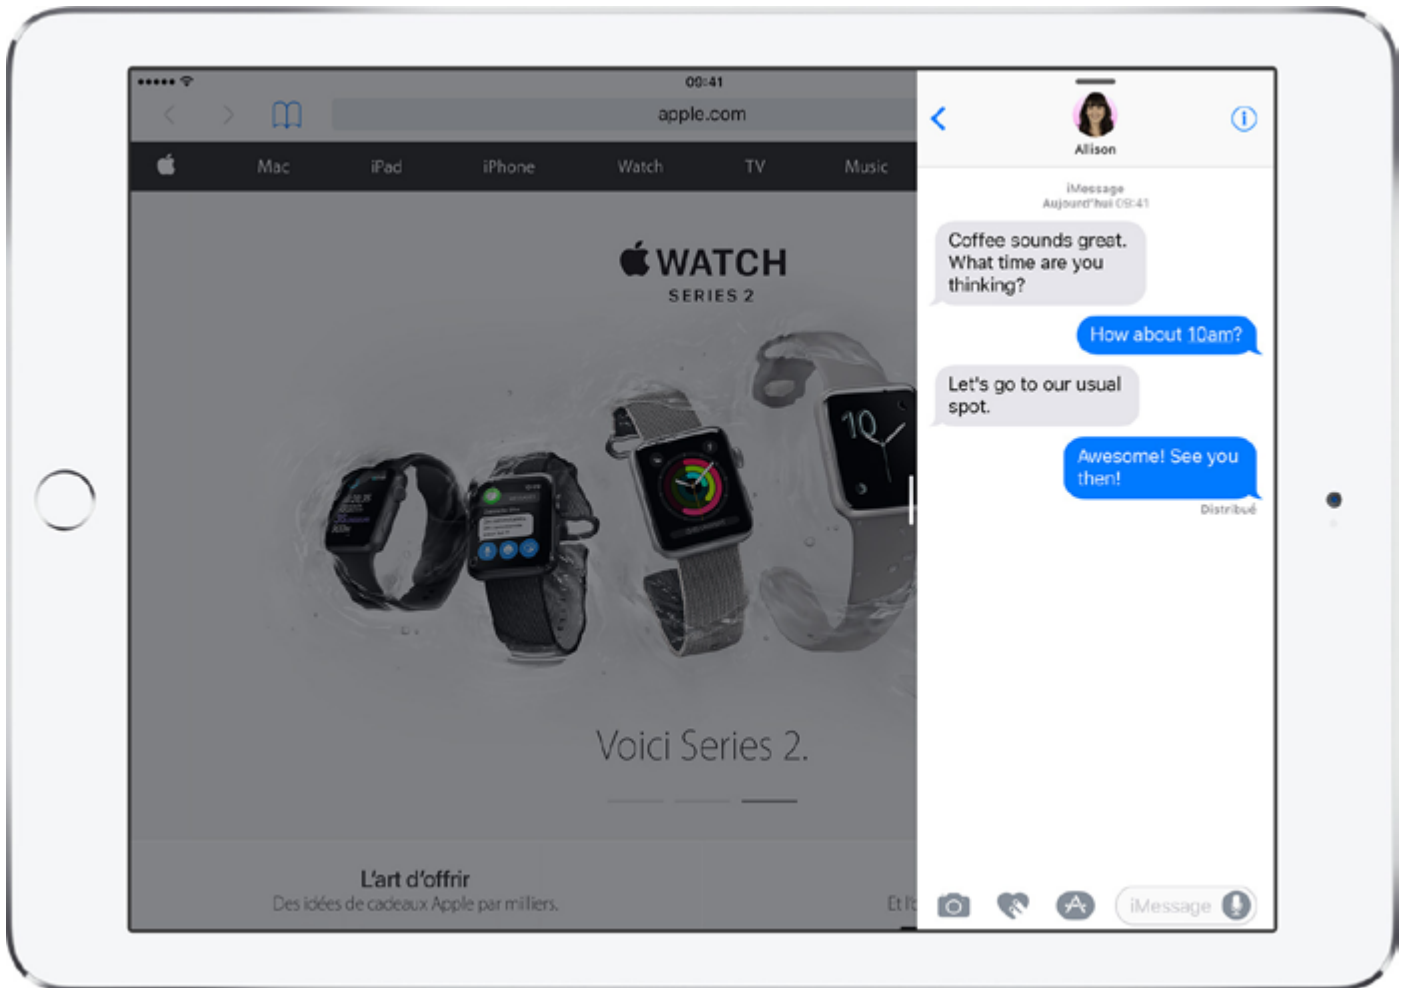 09:41
apple.com
Mac iPad iPhone Watch TV Music
WATCH
SERIES 2
10
Voici Series 2.
L'art d'offrir
Des idées de cadeaux Apple par milliers.
Allison
iMessage
Aujourd'hui 09:41
Coffee sounds great.
What time are you
thinking?
How about 10am?
Let's go to our usual
spot.
Awesome! See you
then!
Distribué
iMessage